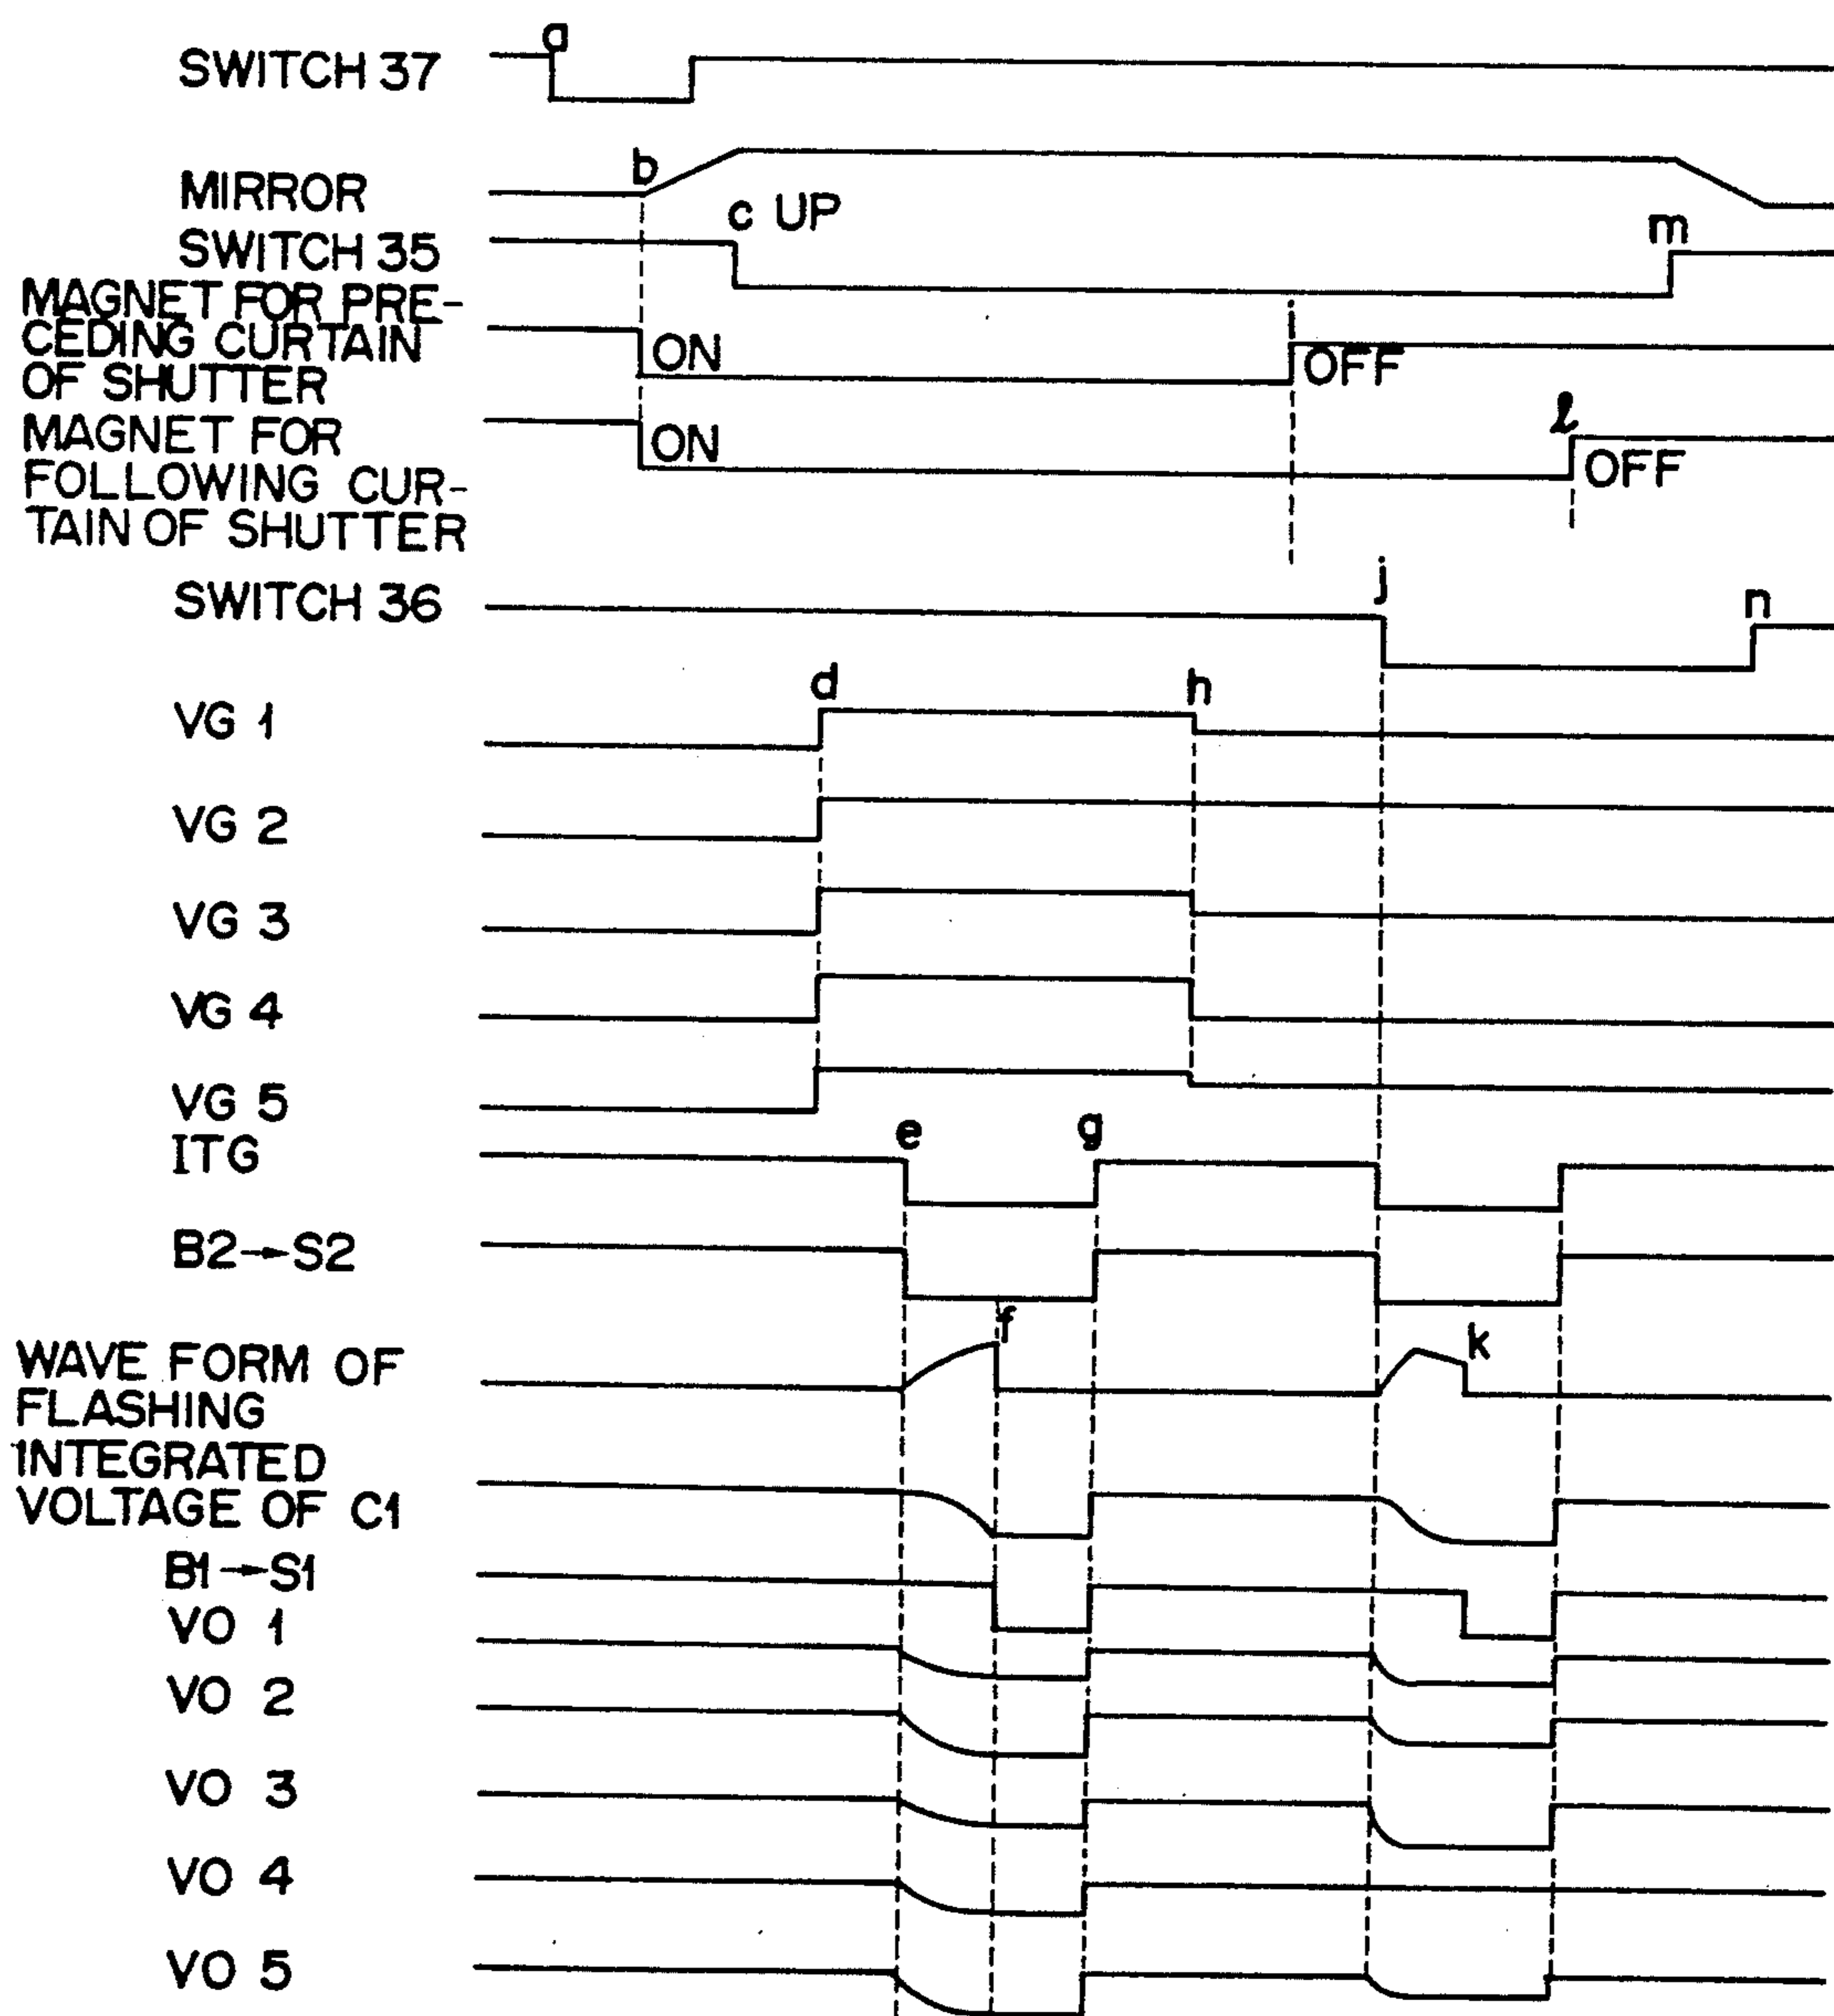 a
SWITCH 37
b
MIRROR
c UP
SWITCH 35
m
MAGNET FOR PRE-
CEDING CURTAIN
OF SHUTTER
ON
OFF
MAGNET FOR
FOLLOWING CUR-
TAIN OF SHUTTER
ON
l
OFF
SWITCH 36
j
n
d
h
VG 1
VG 2
VG 3
VG 4
VG 5
e
g
ITG
B2→S2
f
k
WAVE FORM OF
FLASHING
INTEGRATED
VOLTAGE OF C1
B1→S1
VO 1
VO 2
VO 3
VO 4
VO 5